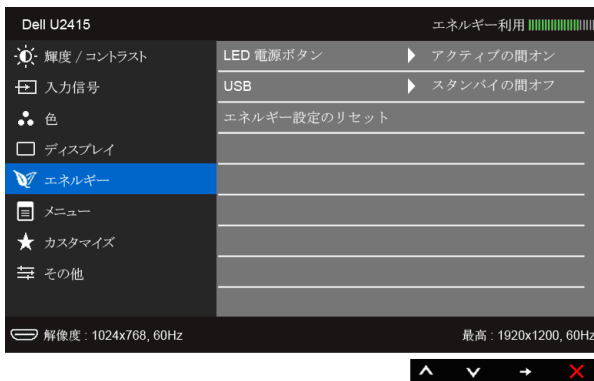 Dell U2415 エネルギー利用
輝度 / コントラスト LED 電源ボタン アクティブの間オン
入力信号 USB スタンバイの間オフ
色 エネルギー設定のリセット
ディスプレイ
エネルギー
メニュー
カスタマイズ
その他
解像度 : 1024x768, 60Hz 最高 : 1920x1200, 60Hz